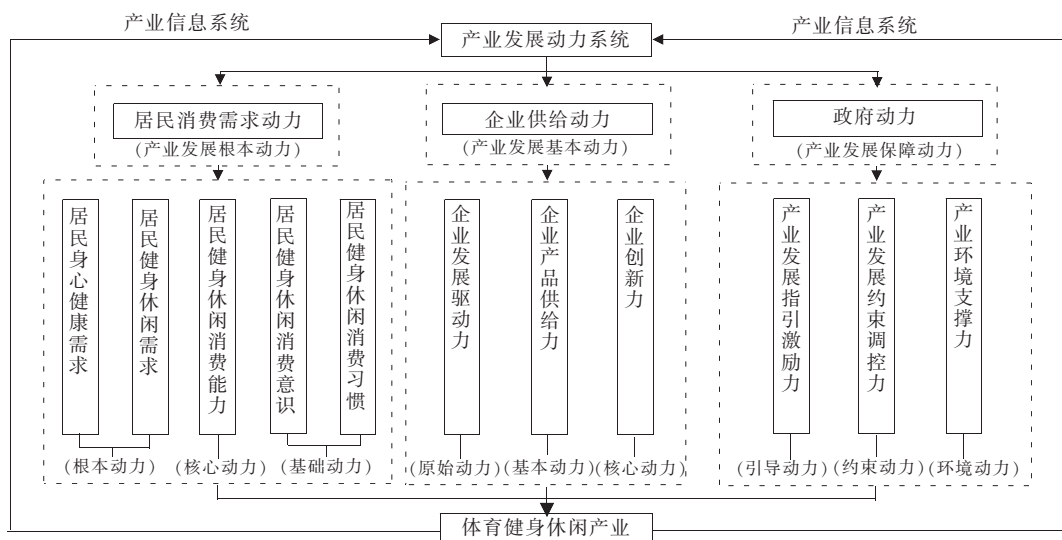 产业信息系统
产业信息系统
产业发展动力系统
居民消费需求动力
(产业发展根本动力)
企业供给动力
(产业发展基本动力)
政府动力
(产业发展保障动力)
居民身心健康需求
居民健身休闲需求
居民健身休闲消费能力
居民健身休闲消费意识
居民健身休闲消费习惯
企业发展驱动力
企业产品供给力
企业创新力
产业发展指引激励力
产业发展约束调控力
产业环境支撑力
(根本动力)
(核心动力)
(基础动力)
(原始动力)
(基本动力)
(核心动力)
(引导动力)
(约束动力)
(环境动力)
体育健身休闲产业